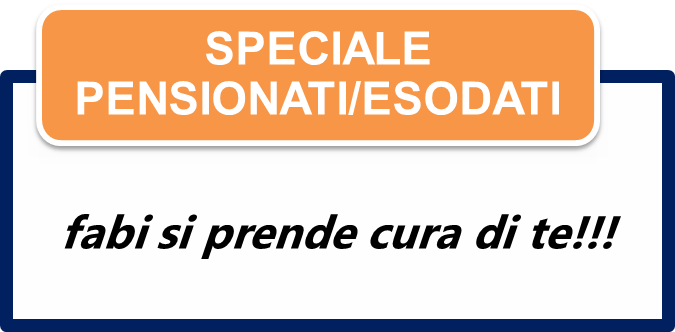 SPECIALE
PENSIONATI/ESODATI
fabi si prende cura di te!!!